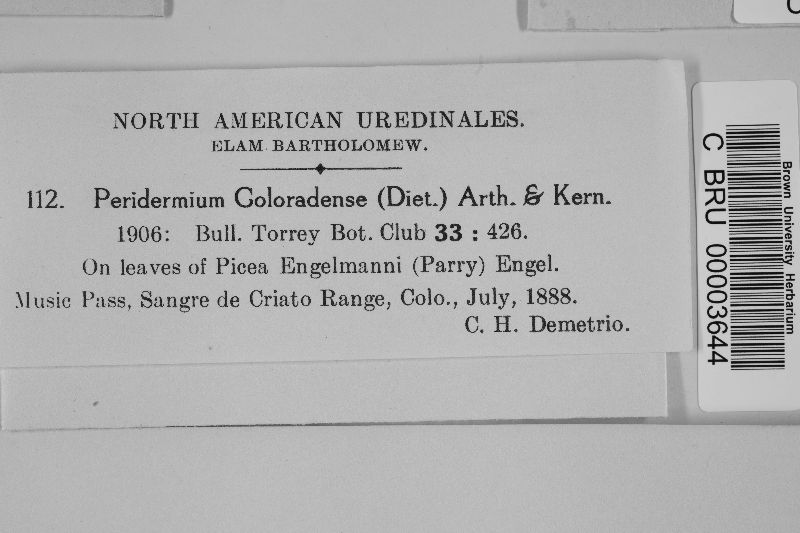 NORTH AMERICAN UREDINALES.
ELAM BARTHOLOMEW.
112. Peridermium Coloradense (Diet.) Arth. & Kern.
1906: Bull. Torrey Bot. Club 33 : 426.
On leaves of Picea Engelmanni (Parry) Engel.
Music Pass, Sangre de Criato Range, Colo., July, 1888.
C. H. Demetrio.
Brown University Herbarium
C BRU 00003644